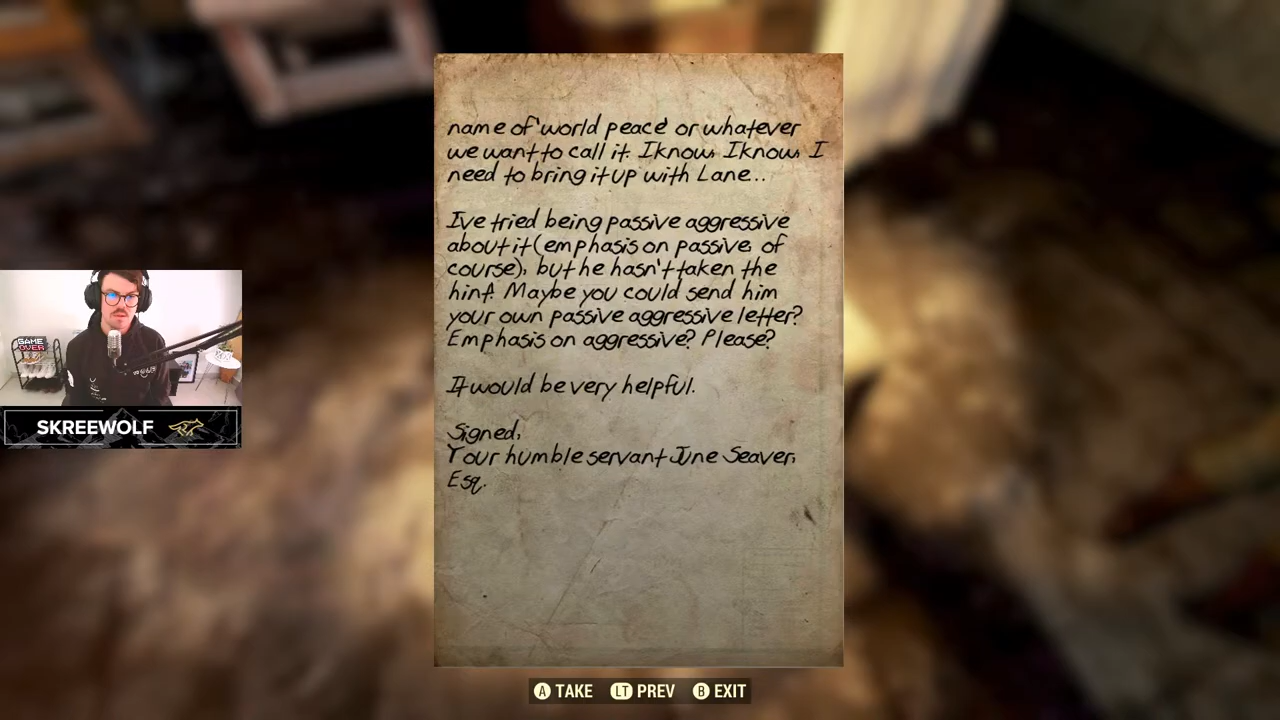 name of 'world peace' or whatever
we want to call it. I know, I know, I
need to bring it up with Lane...
I've tried being passive aggressive
about it (emphasis on passive, of
course), but he hasn't taken the
hint. Maybe you could send him
your own passive aggressive letter?
Emphasis on aggressive? Please?
It would be very helpful.
Signed,
Your humble servant June Seaver,
Esq.
GAME
OVER
SKREEWOLF
A TAKE LT PREV B EXIT